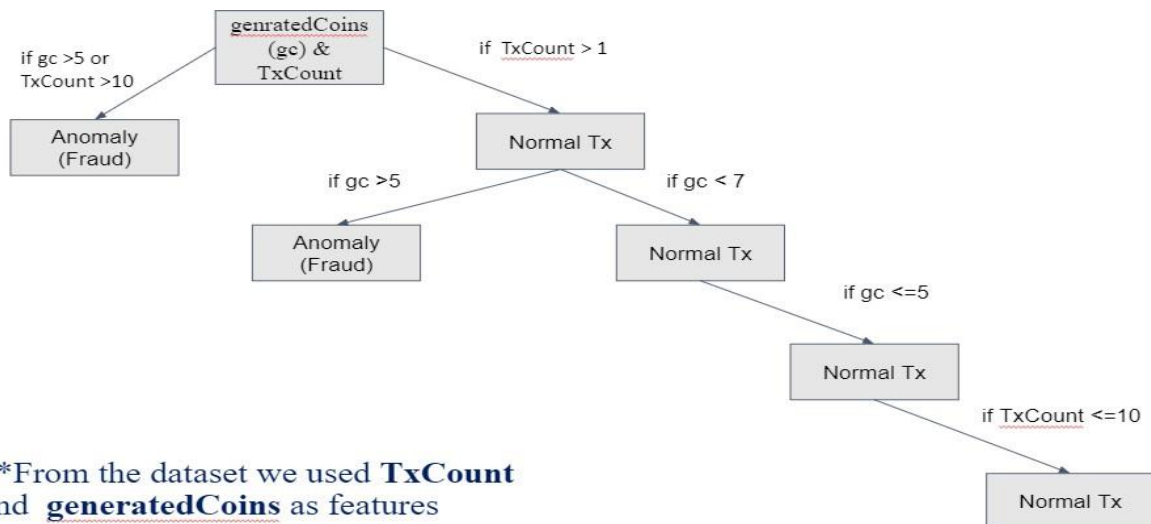 genratedCoins
(gc) &
TxCount
if gc >5 or
TxCount >10
if TxCount > 1
Anomaly
(Fraud)
Normal Tx
if gc >5
if gc < 7
Anomaly
(Fraud)
Normal Tx
if gc <=5
Normal Tx
if TxCount <=10
Normal Tx
*From the dataset we used TxCount
nd generatedCoins as features